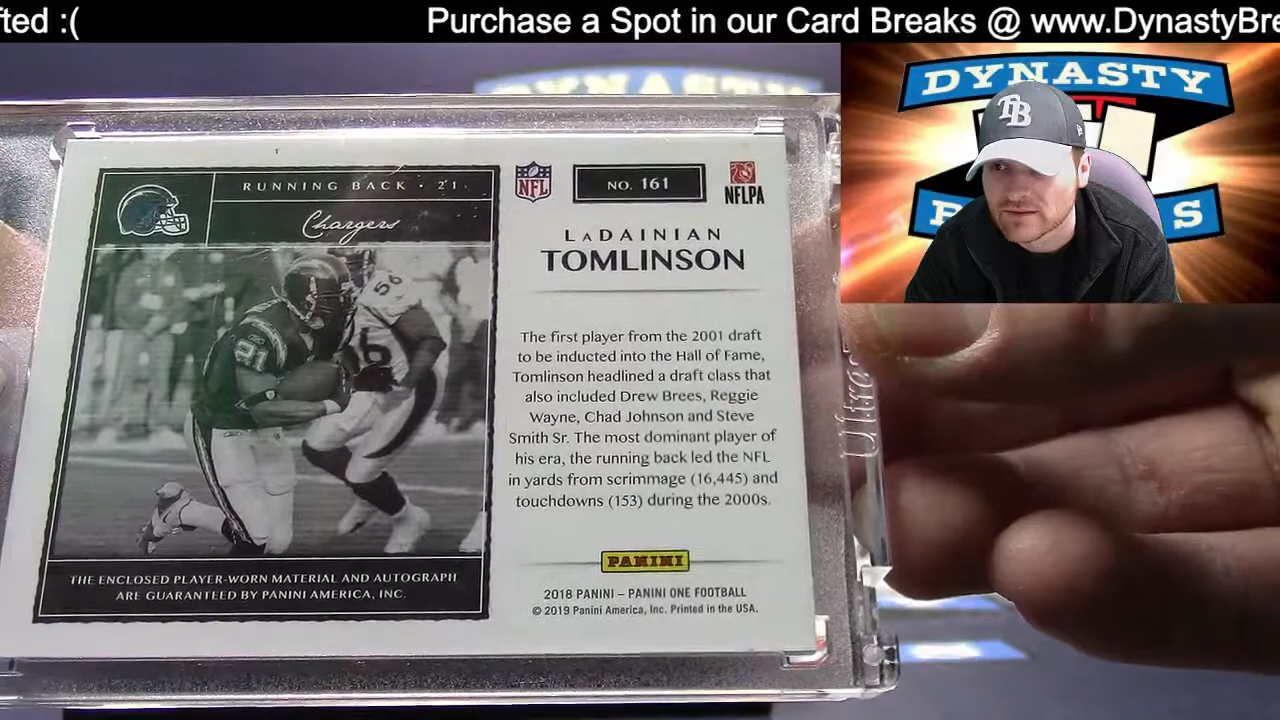 fted :(
Purchase a Spot in our Card Breaks @ www.DynastyBre
DYNASTY
TB
B
S
RUNNING BACK • 21
Chargers
NFL
NO. 161
NFLPA
LADAINIAN
TOMLINSON
The first player from the 2001 draft
to be inducted into the Hall of Fame,
Tomlinson headlined a draft class that
also included Drew Brees, Reggie
Wayne, Chad Johnson and Steve
Smith Sr. The most dominant player of
his era, the running back led the NFL
in yards from scrimmage (16,445) and
touchdowns (153) during the 2000s.
21
56
THE ENCLOSED PLAYER-WORN MATERIAL AND AUTOGRAPH
ARE GUARANTEED BY PANINI AMERICA, INC.
PANINI
2018 PANINI – PANINI ONE FOOTBALL
© 2019 Panini America, Inc. Printed in the USA.
Ultra